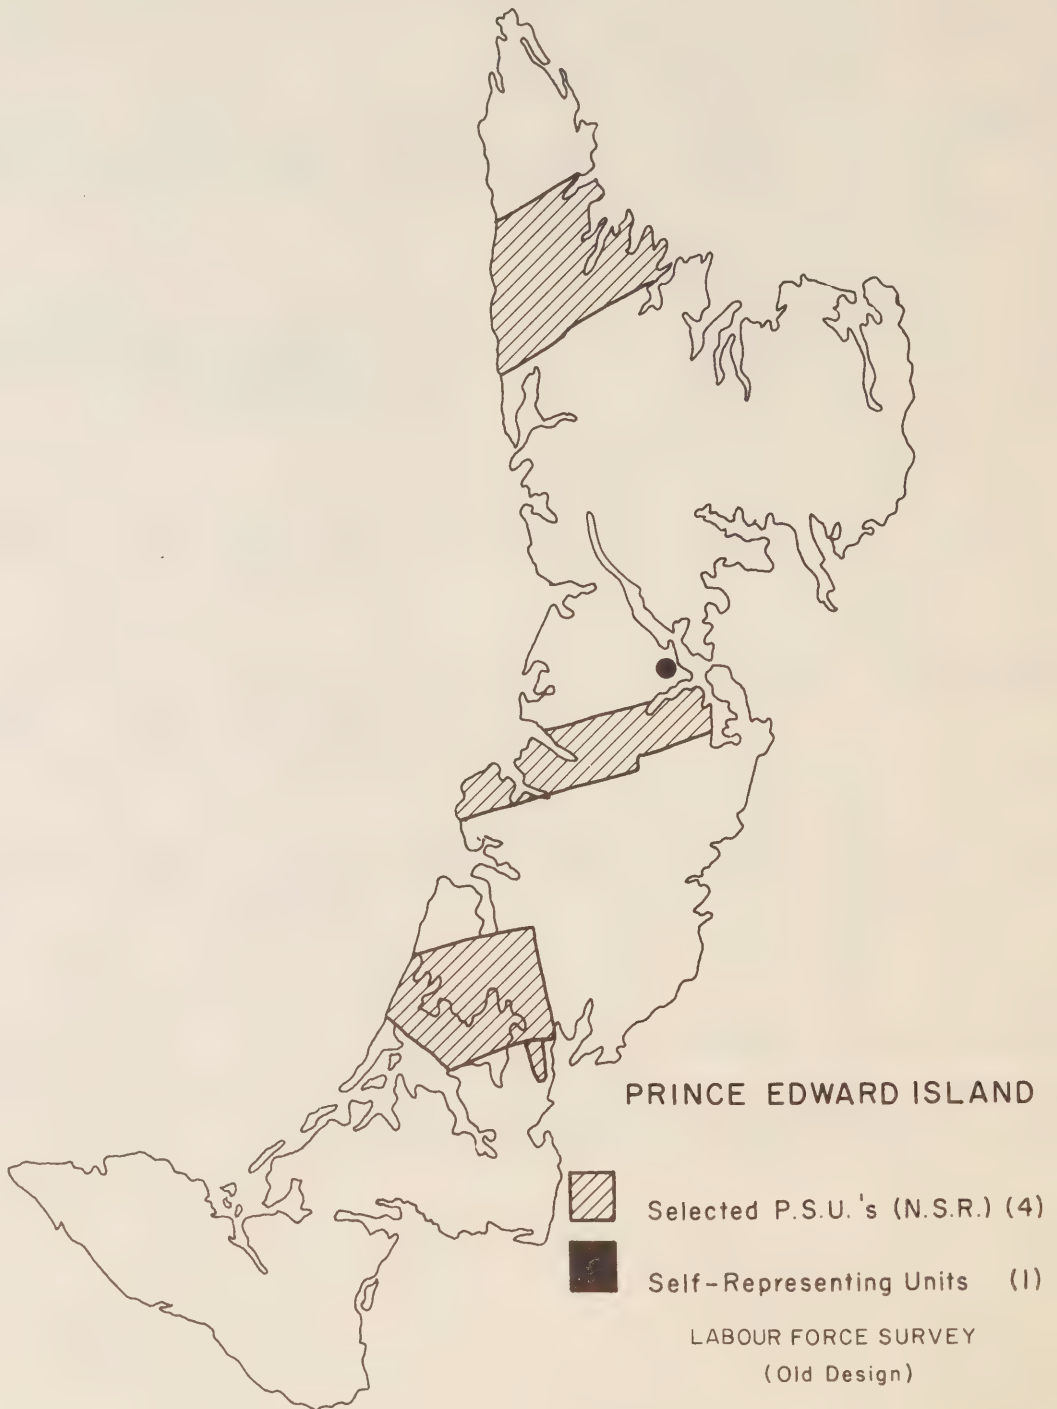 PRINCE EDWARD ISLAND
Selected P.S.U.'s (N.S.R.) (4)
Self-Representing Units (1)
LABOUR FORCE SURVEY
(Old Design)